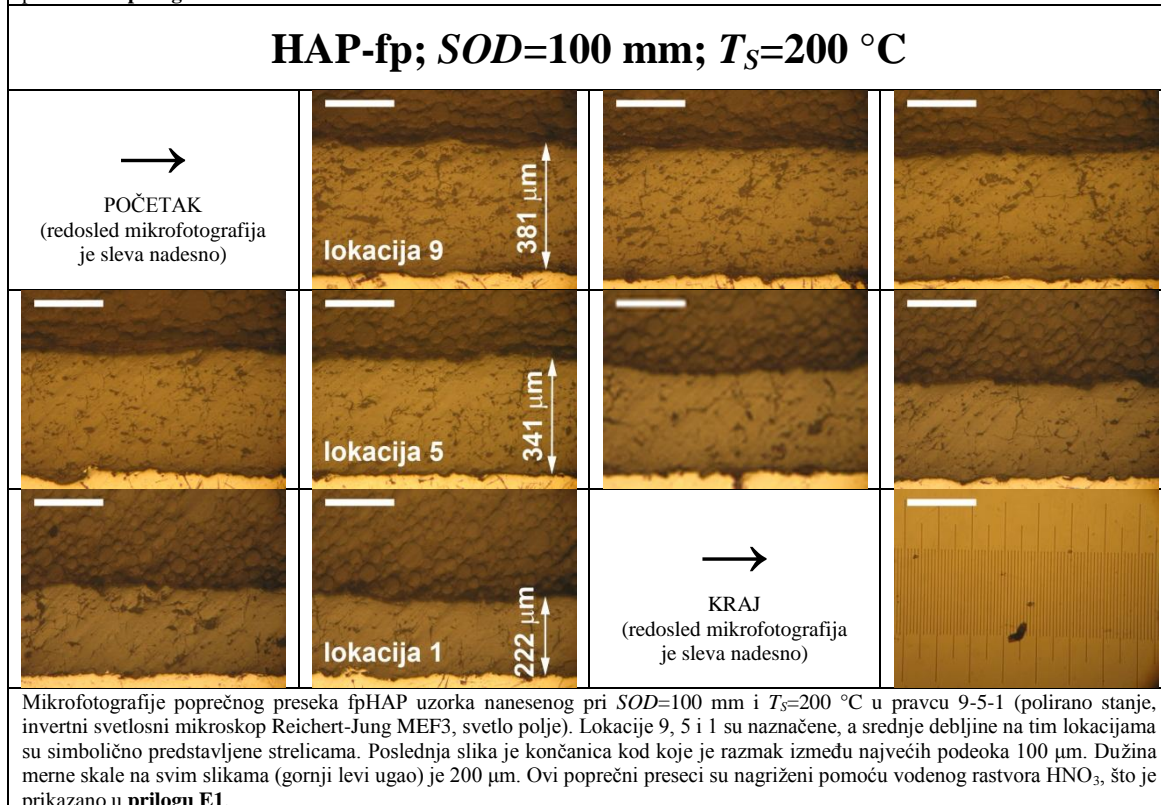 HAP-fp; SOD=100 mm; TS=200 °C
→
POČETAK
(redosled mikrofotografija
je sleva nadesno)
lokacija 9
381 μm
lokacija 5
341 μm
lokacija 1
222 μm
→
KRAJ
(redosled mikrofotografija
je sleva nadesno)
Mikrofotografije poprečnog preseka fpHAP uzorka nanesenog pri SOD=100 mm i TS=200 °C u pravcu 9-5-1 (polirano stanje,
invertni svetlosni mikroskop Reichert-Jung MEF3, svetlo polje). Lokacije 9, 5 i 1 su naznačene, a srednje debljine na tim lokacijama
su simbolično predstavljene strelicama. Poslednja slika je končanica kod koje je razmak između najvećih podeoka 100 μm. Dužina
merne skale na svim slikama (gornji levi ugao) je 200 μm. Ovi poprečni preseci su nagriženi pomoću vodenog rastvora HNO3, što je
prikazano u prilogu E1.